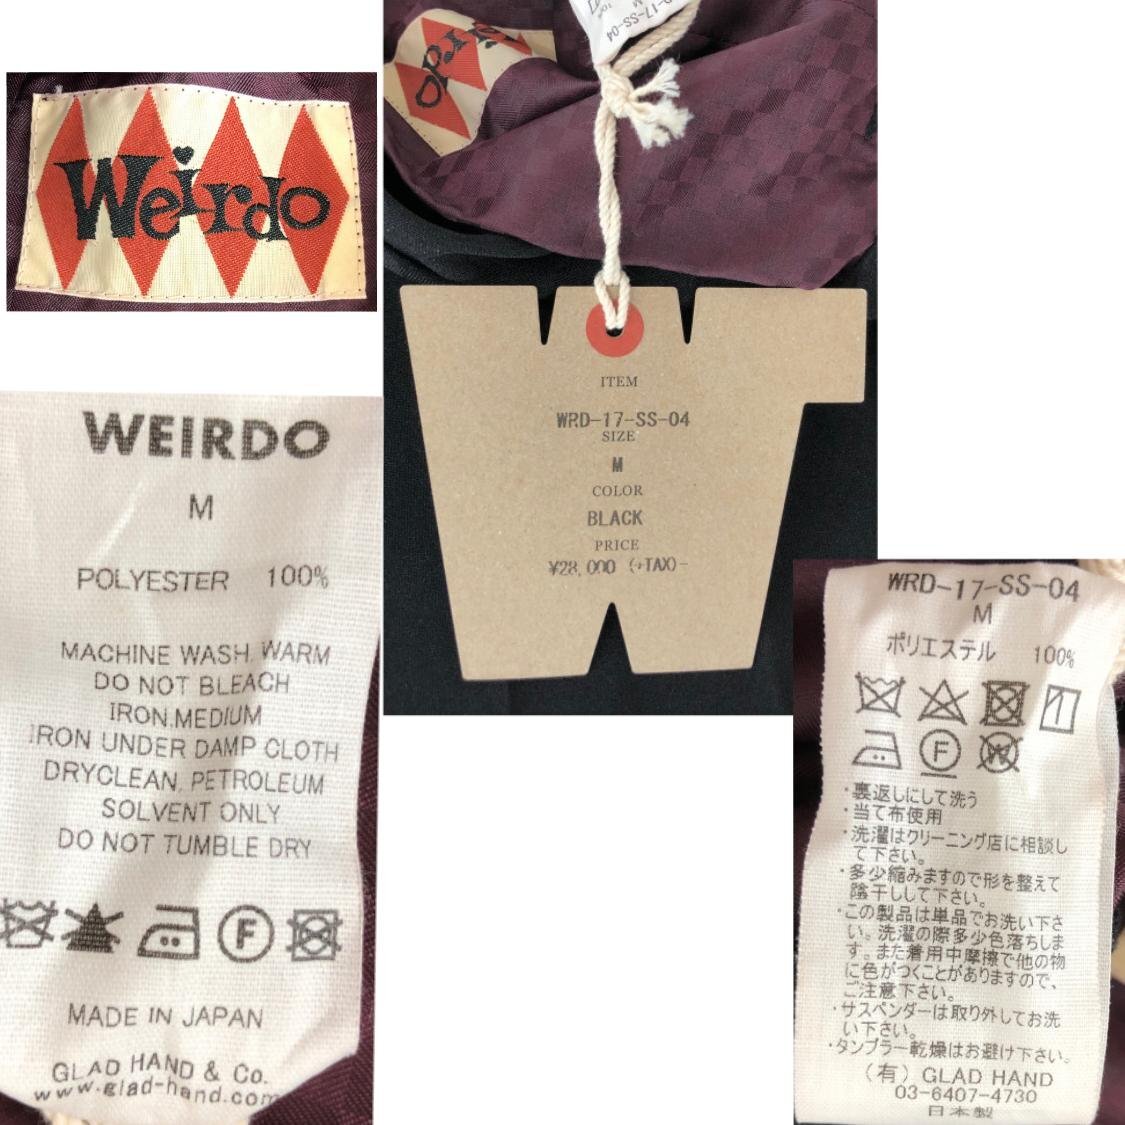 Weirdo
WEIRDO
M
POLYESTER 100%
MACHINE WASH, WARM
DO NOT BLEACH
IRON,MEDIUM
IRON UNDER DAMP CLOTH
DRYCLEAN, PETROLEUM
SOLVENT ONLY
DO NOT TUMBLE DRY
F
MADE IN JAPAN
GLAD HAND & Co.
www.glad-hand.com
Weirdo
-17-SS-04
M
ITEM
WRD-17-SS-04
SIZE
M
COLOR
BLACK
PRICE
¥28,000 (+TAX)-
WRD-17-SS-04
M
ポリエステル 100%
F
W
・裏返しにして洗う
・当て布使用
・洗濯はクリーニング店に相談し
て下さい。
・多少縮みますので形を整えて
陰干しして下さい。
・この製品は単品でお洗い下さ
い。洗濯の際多少色落ちしま
す。また着用中摩擦で他の物
に色がつくことがありますので、
ご注意下さい。
・サスペンダーは取り外してお洗
い下さい。
・タンブラー乾燥はお避け下さい。
(有) GLAD HAND
03-6407-4730
日本製